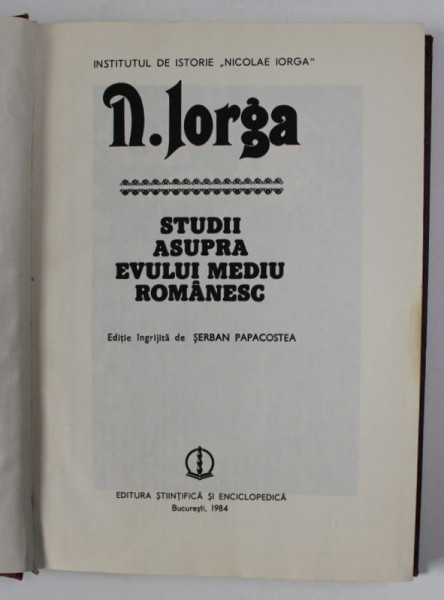 INSTITUTUL DE ISTORIE „NICOLAE IORGA"
N. Iorga
STUDII
ASUPRA
EVULUI MEDIU
ROMÂNESC
Ediție îngrijită de ȘERBAN PAPACOSTEA
EDITURA ȘTIINȚIFICĂ ȘI ENCICLOPEDICĂ
București, 1984